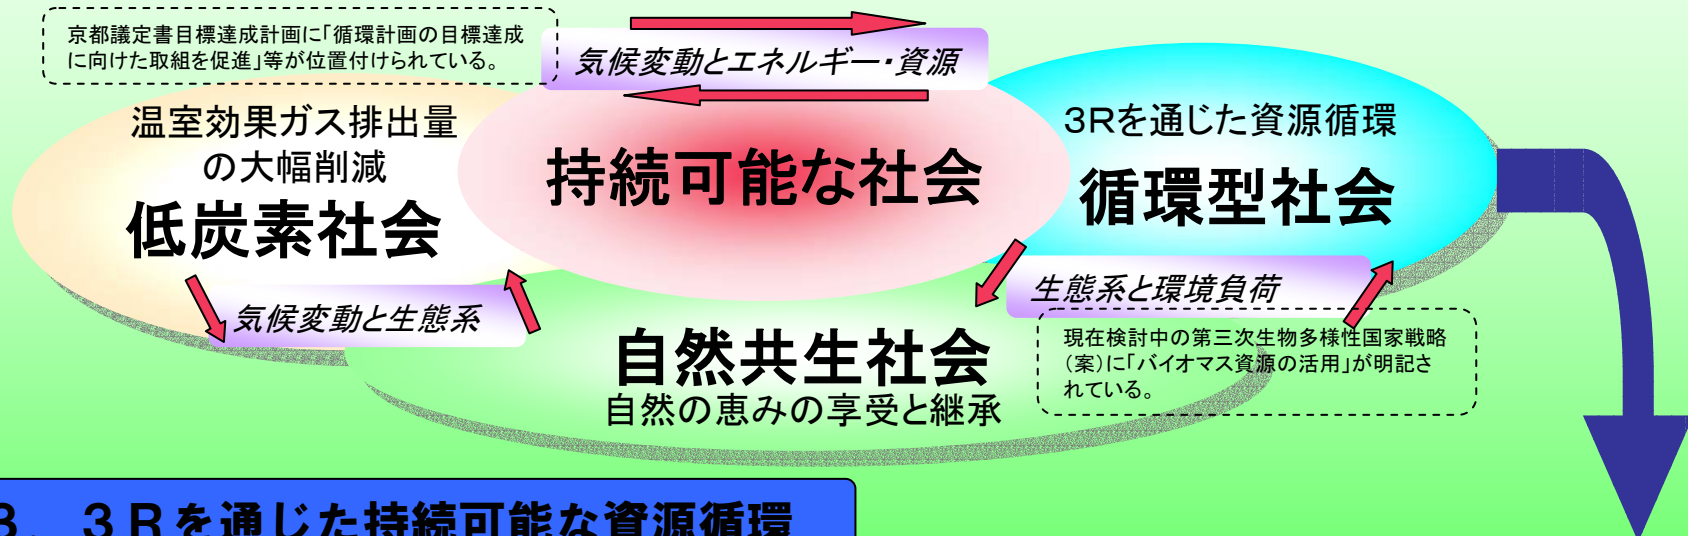 京都議定書目標達成計画に「循環計画の目標達成
に向けた取組を促進」等が位置付けられている。
気候変動とエネルギー・資源
温室効果ガス排出量
の大幅削減
低炭素社会
持続可能な社会
3Rを通じた資源循環
循環型社会
気候変動と生態系
生態系と環境負荷
自然共生社会
自然の恵みの享受と継承
現在検討中の第三次生物多様性国家戦略
(案)に「バイオマス資源の活用」が明記さ
れている。
3．3Rを通じた持続可能な資源循環